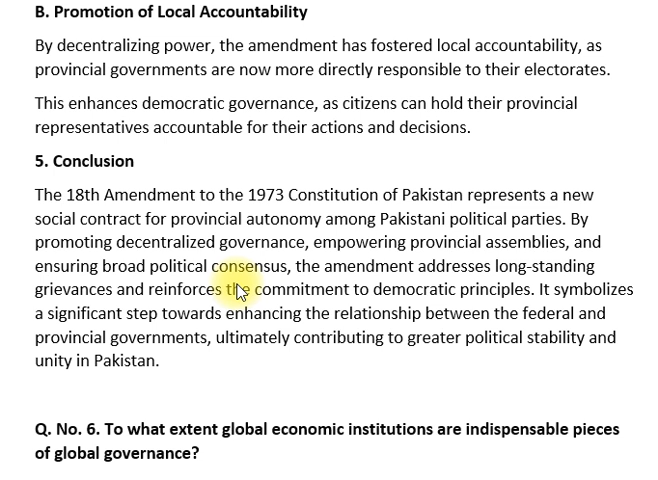 B. Promotion of Local Accountability
By decentralizing power, the amendment has fostered local accountability, as
provincial governments are now more directly responsible to their electorates.
This enhances democratic governance, as citizens can hold their provincial
representatives accountable for their actions and decisions.
5. Conclusion
The 18th Amendment to the 1973 Constitution of Pakistan represents a new
social contract for provincial autonomy among Pakistani political parties. By
promoting decentralized governance, empowering provincial assemblies, and
ensuring broad political consensus, the amendment addresses long-standing
grievances and reinforces the commitment to democratic principles. It symbolizes
a significant step towards enhancing the relationship between the federal and
provincial governments, ultimately contributing to greater political stability and
unity in Pakistan.
Q. No. 6. To what extent global economic institutions are indispensable pieces
of global governance?